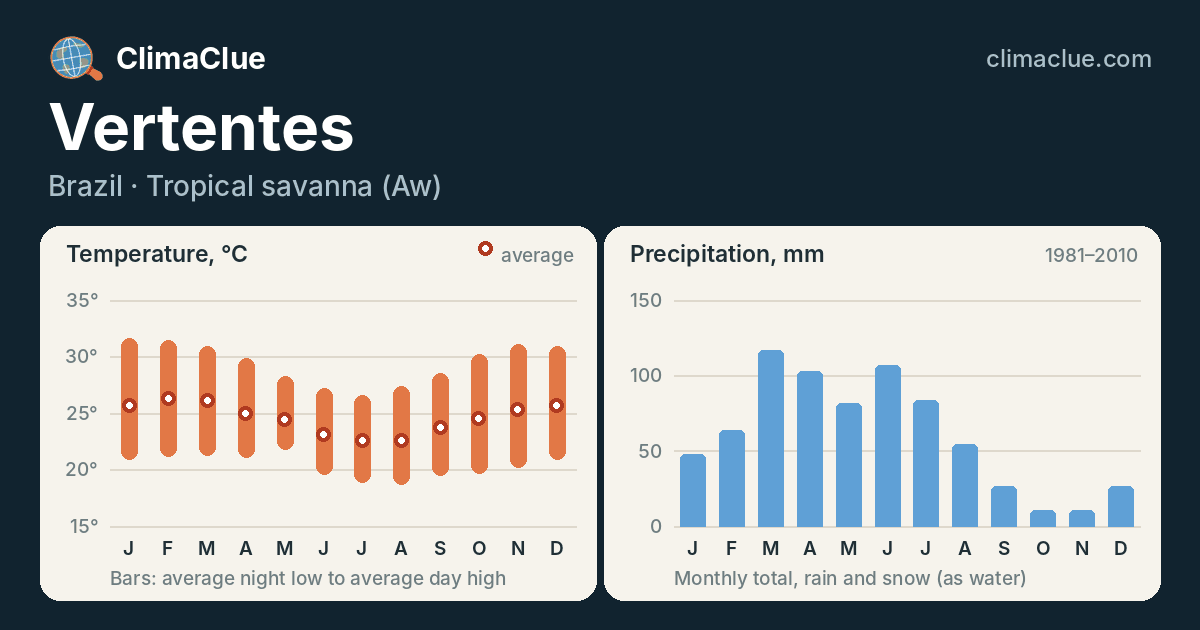 ClimaClue
climaclue.com
Vertentes
Brazil · Tropical savanna (Aw)
Temperature, °C
average
35°
30°
25°
20°
15°
J F M A M J J A S O N D
Bars: average night low to average day high
Precipitation, mm
1981–2010
150
100
50
0
J F M A M J J A S O N D
Monthly total, rain and snow (as water)